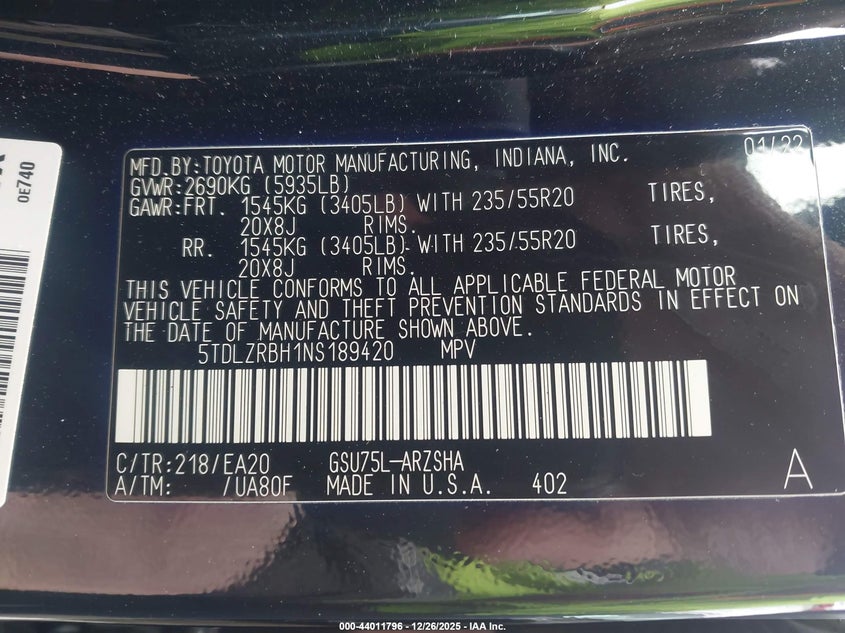 0E740
MFD.BY:TOYOTA MOTOR MANUFACTURING, INDIANA, INC. 01/22
GVWR:2690KG (5935LB)
GAWR:FRT. 1545KG (3405LB) WITH 235/55R20 TIRES,
20X8J RIMS.
RR. 1545KG (3405LB) WITH 235/55R20 TIRES,
20X8J RIMS.
THIS VEHICLE CONFORMS TO ALL APPLICABLE FEDERAL MOTOR
VEHICLE SAFETY AND THEFT PREVENTION STANDARDS IN EFFECT ON
THE DATE OF MANUFACTURE SHOWN ABOVE.
5TDLZRBH1NS189420 MPV
C/TR:218/EA20 GSU75L-ARZSHA
A/TM: /UA80F MADE IN U.S.A. 402 A
000-44011796 - 12/26/2025 - IAA Inc.